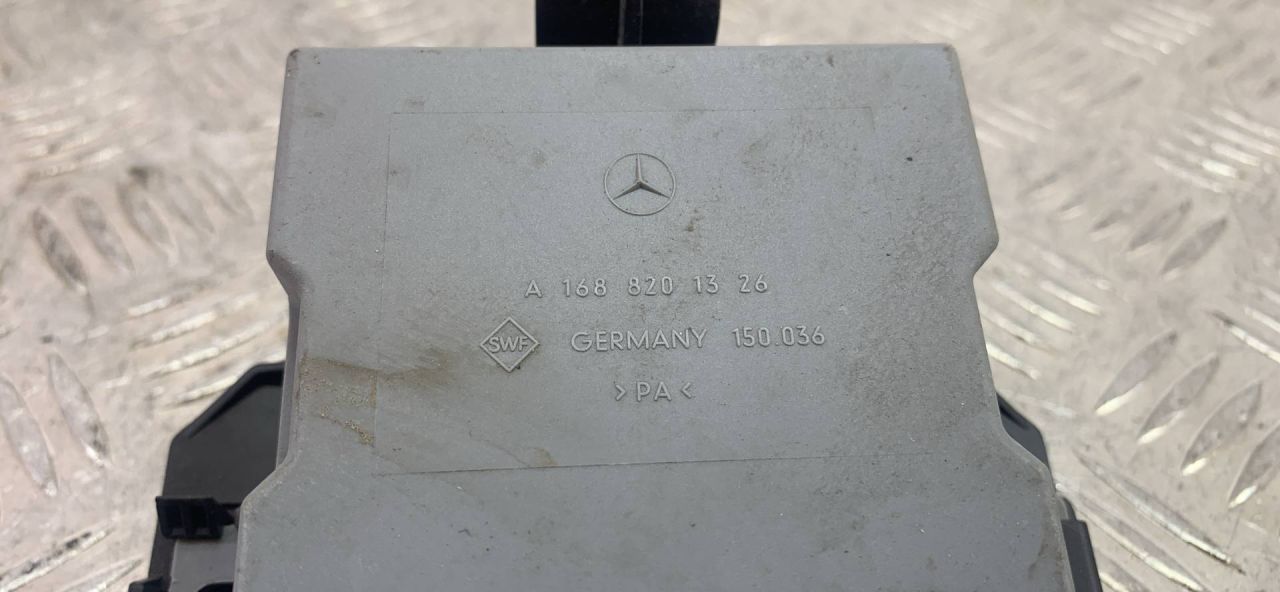 A 168 820 13 26
SWF GERMANY 150.036
>PA<